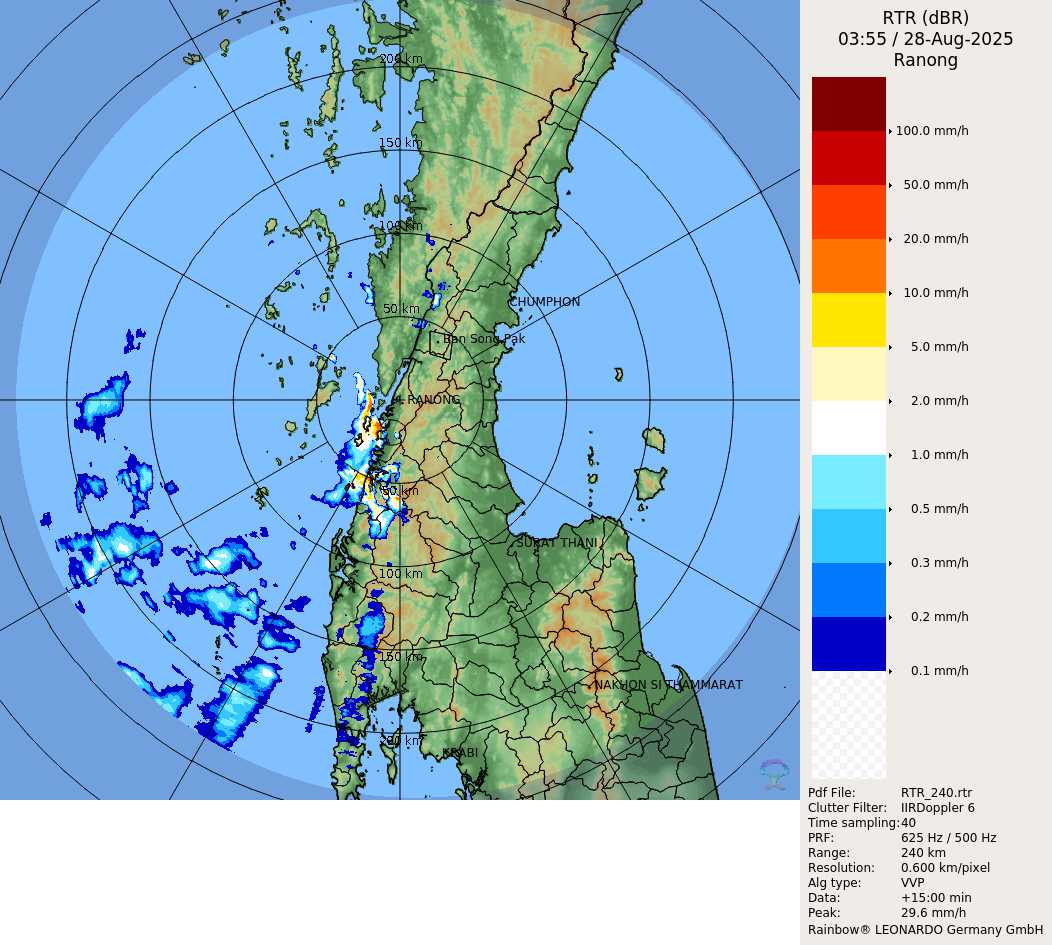 RTR (dBR)
03:55 / 28-Aug-2025
Ranong
200 km
150 km
100 km
50 km
CHUMPHON
Ban Song Pak
RANONG
50 km
SURAT THANI
100 km
150 km
NAKHON SI THAMMARAT
200 km
KRABI
100.0 mm/h
50.0 mm/h
20.0 mm/h
10.0 mm/h
5.0 mm/h
2.0 mm/h
1.0 mm/h
0.5 mm/h
0.3 mm/h
0.2 mm/h
0.1 mm/h
Pdf File: RTR_240.rtr
Clutter Filter: IIRDoppler 6
Time sampling:40
PRF: 625 Hz / 500 Hz
Range: 240 km
Resolution: 0.600 km/pixel
Alg type: VVP
Data: +15:00 min
Peak: 29.6 mm/h
Rainbow® LEONARDO Germany GmbH